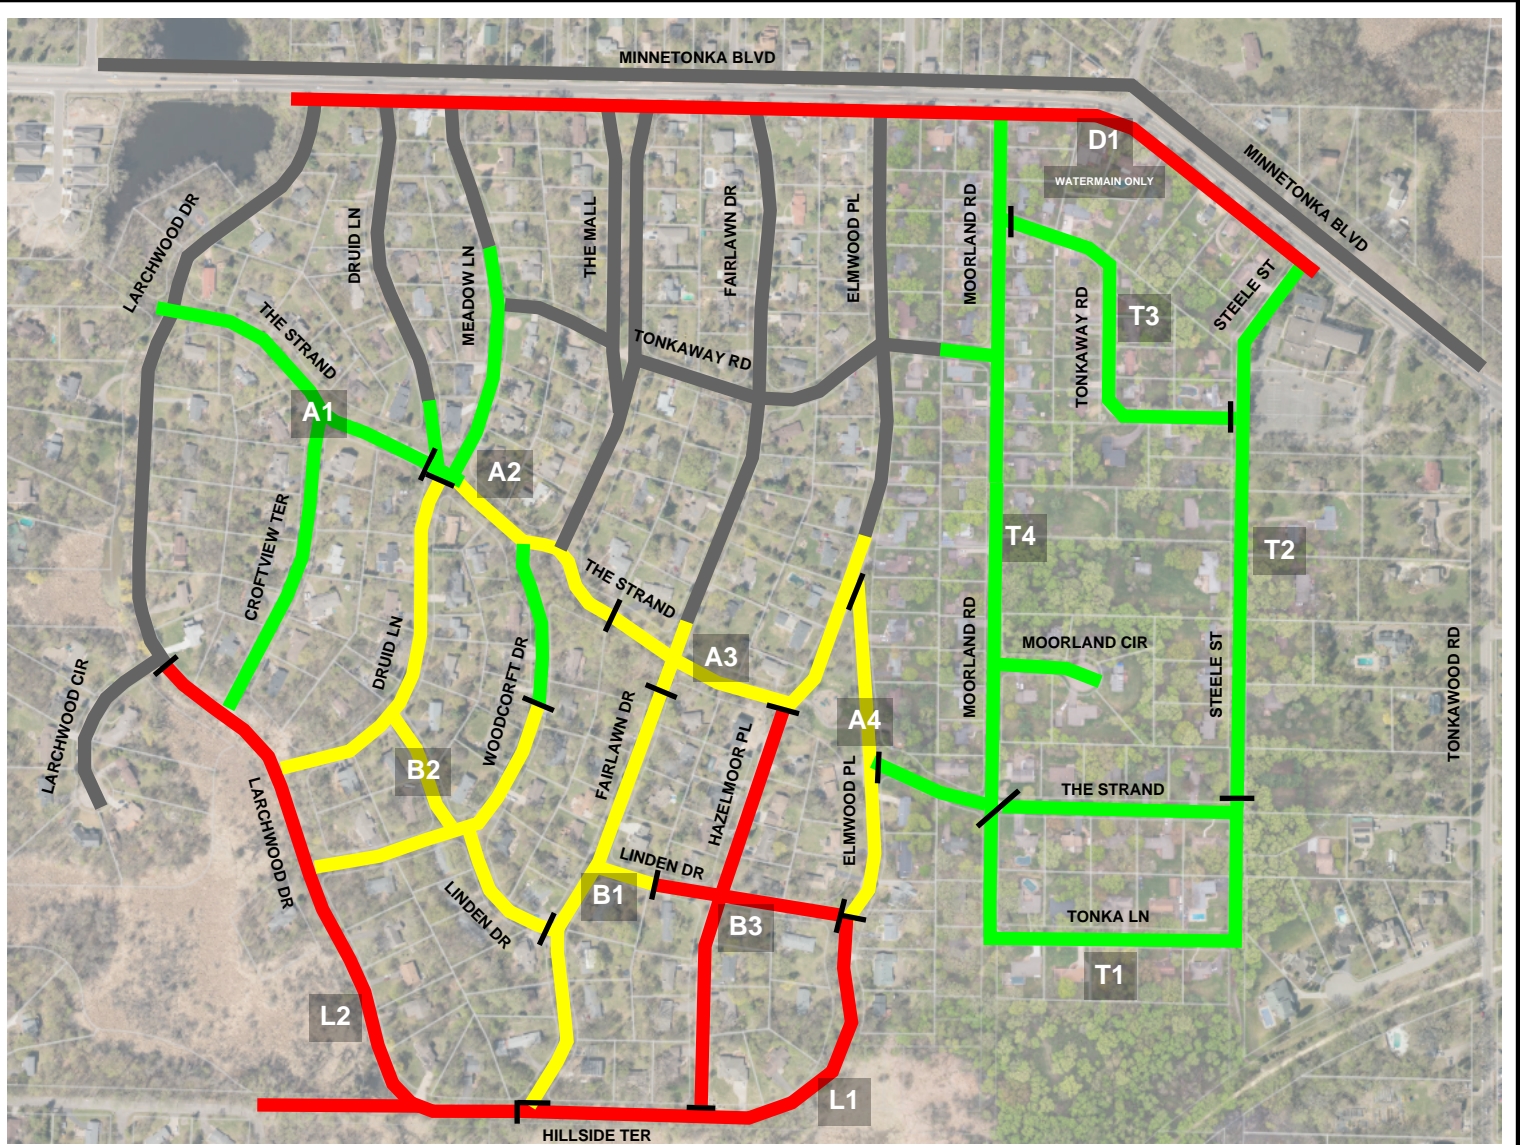 MINNETONKA BLVD
D1
WATERMAIN ONLY
MINNETONKA BLVD
LARCHWOOD DR
DRUID LN
MEADOW LN
THE MALL
FAIRLAWN DR
ELMWOOD PL
MOORLAND RD
STEELE ST
THE STRAND
TONKAWAY RD
TONKAWAY RD
T3
A1
A2
CROFTVIEW TER
T4
T2
THE STRAND
DRUID LN
WOODCORFT DR
A3
MOORLAND RD
MOORLAND CIR
STEELE ST
TONKAWOOD RD
LARCHWOOD CIR
FAIRLAWN DR
HAZELMOOR PL
A4
B2
ELMWOOD PL
THE STRAND
LARCHWOOD DR
LINDEN DR
LINDEN DR
B1
B3
TONKA LN
T1
L2
L1
HILLSIDE TER